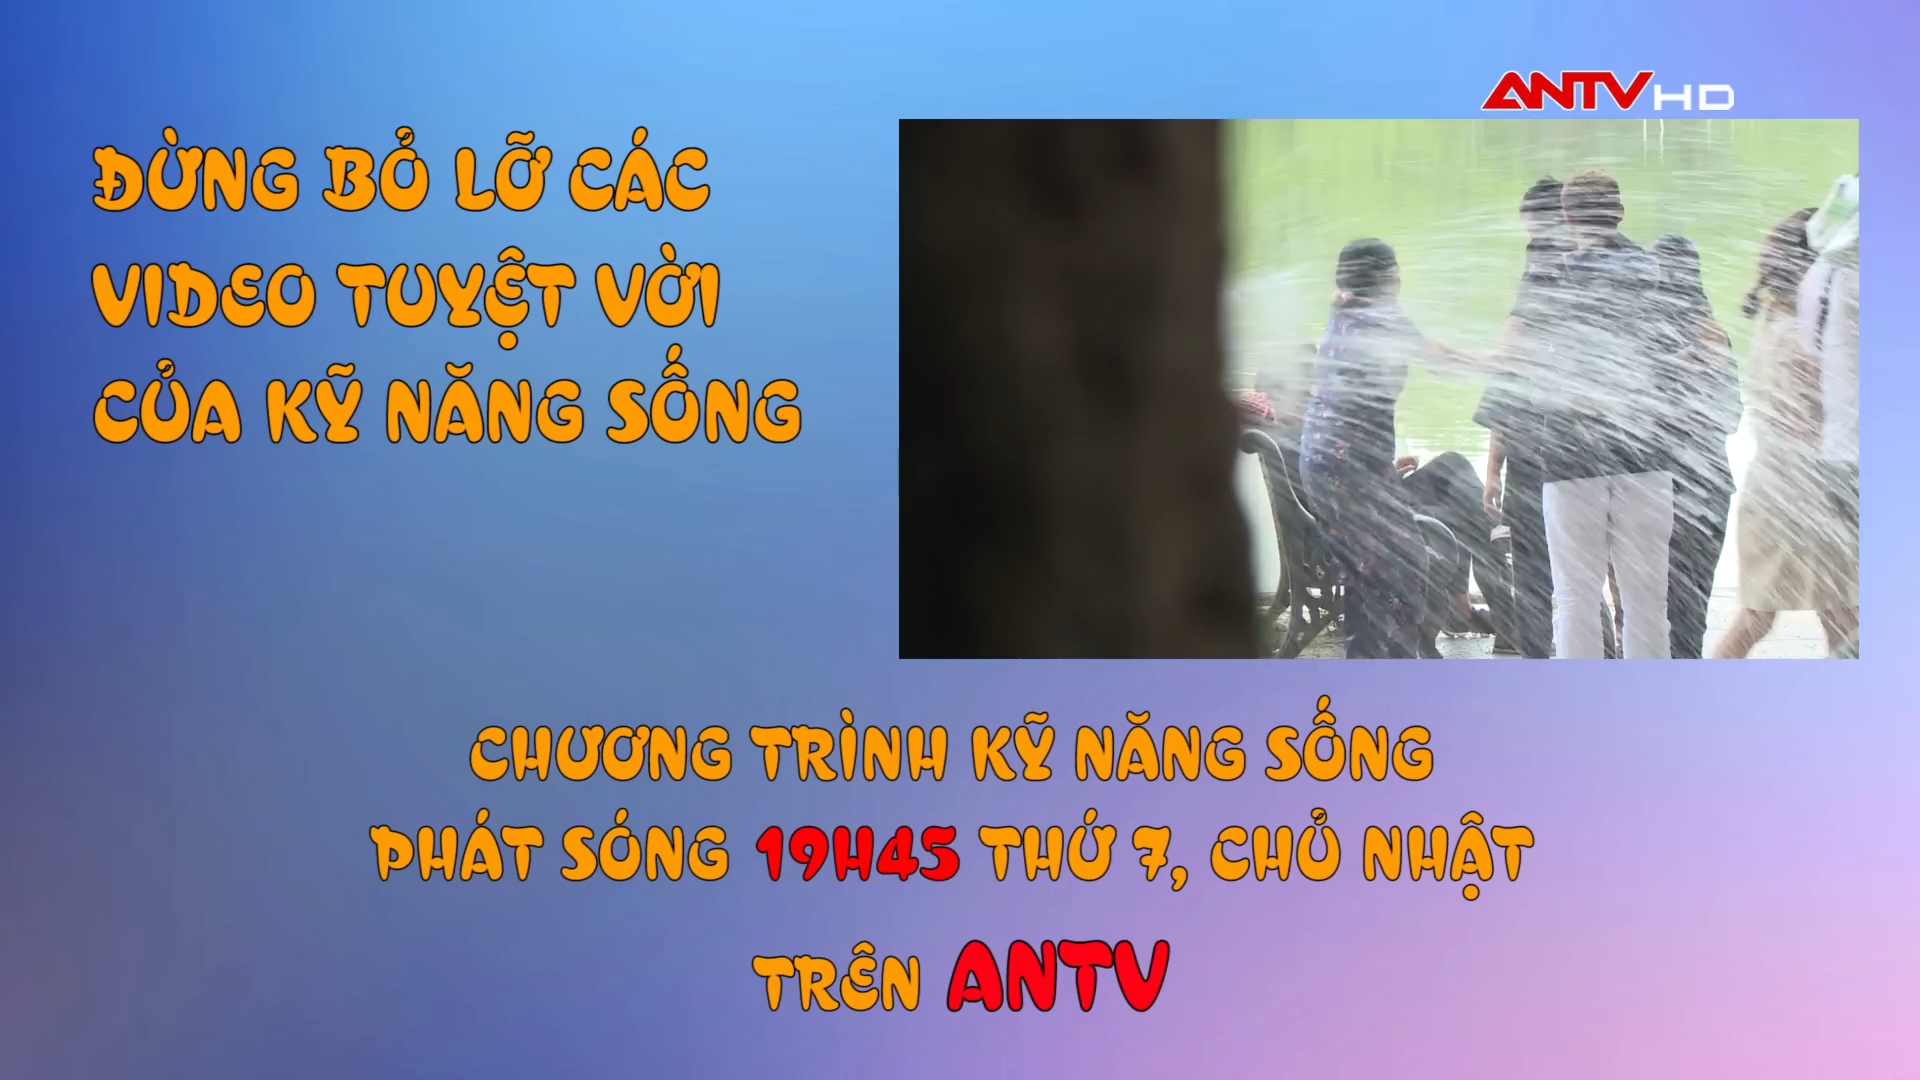 ANTV HD
ĐỪNG BỎ LỠ CÁC
VIDEO TUYỆT VỜI
CỦA KỸ NĂNG SỐNG
CHƯƠNG TRÌNH KỸ NĂNG SỐNG
PHÁT SÓNG 19H45 THỨ 7, CHỦ NHẬT
TRÊN ANTV